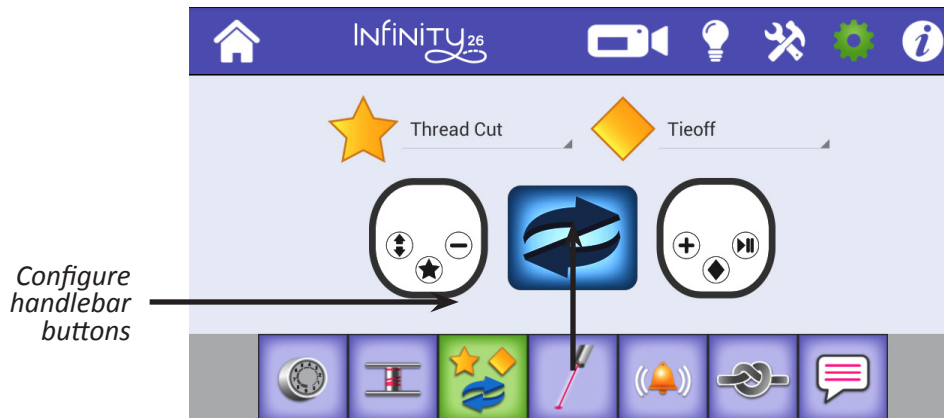 INFINITY 26
Thread Cut
Tieoff
Configure
handlebar
buttons